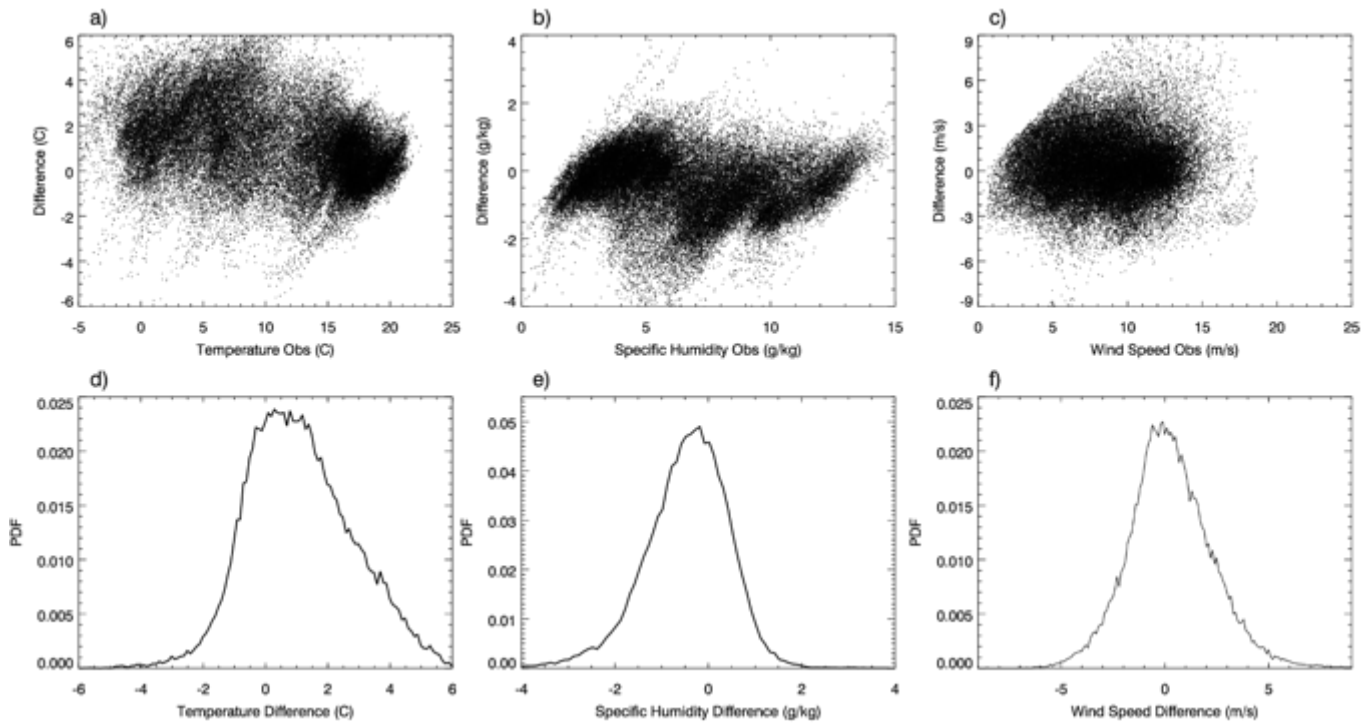 a)
6
4
2
0
-2
-4
-6
Difference (C)
-5 0 5 10 15 20 25
Temperature Obs (C)
b)
4
2
0
-2
-4
Difference (g/kg)
0 5 10 15
Specific Humidity Obs (g/kg)
c)
9
6
3
0
-3
-6
-9
Difference (m/s)
0 5 10 15 20 25
Wind Speed Obs (m/s)
d)
0.025
0.020
0.015
0.010
0.005
0.000
PDF
-4 -2 0 2 4 6
Temperature Difference (C)
e)
0.05
0.04
0.03
0.02
0.01
0.00
PDF
-4 -2 0 2 4
Specific Humidity Difference (g/kg)
f)
0.025
0.020
0.015
0.010
0.005
0.000
PDF
-5 0 5
Wind Speed Difference (m/s)